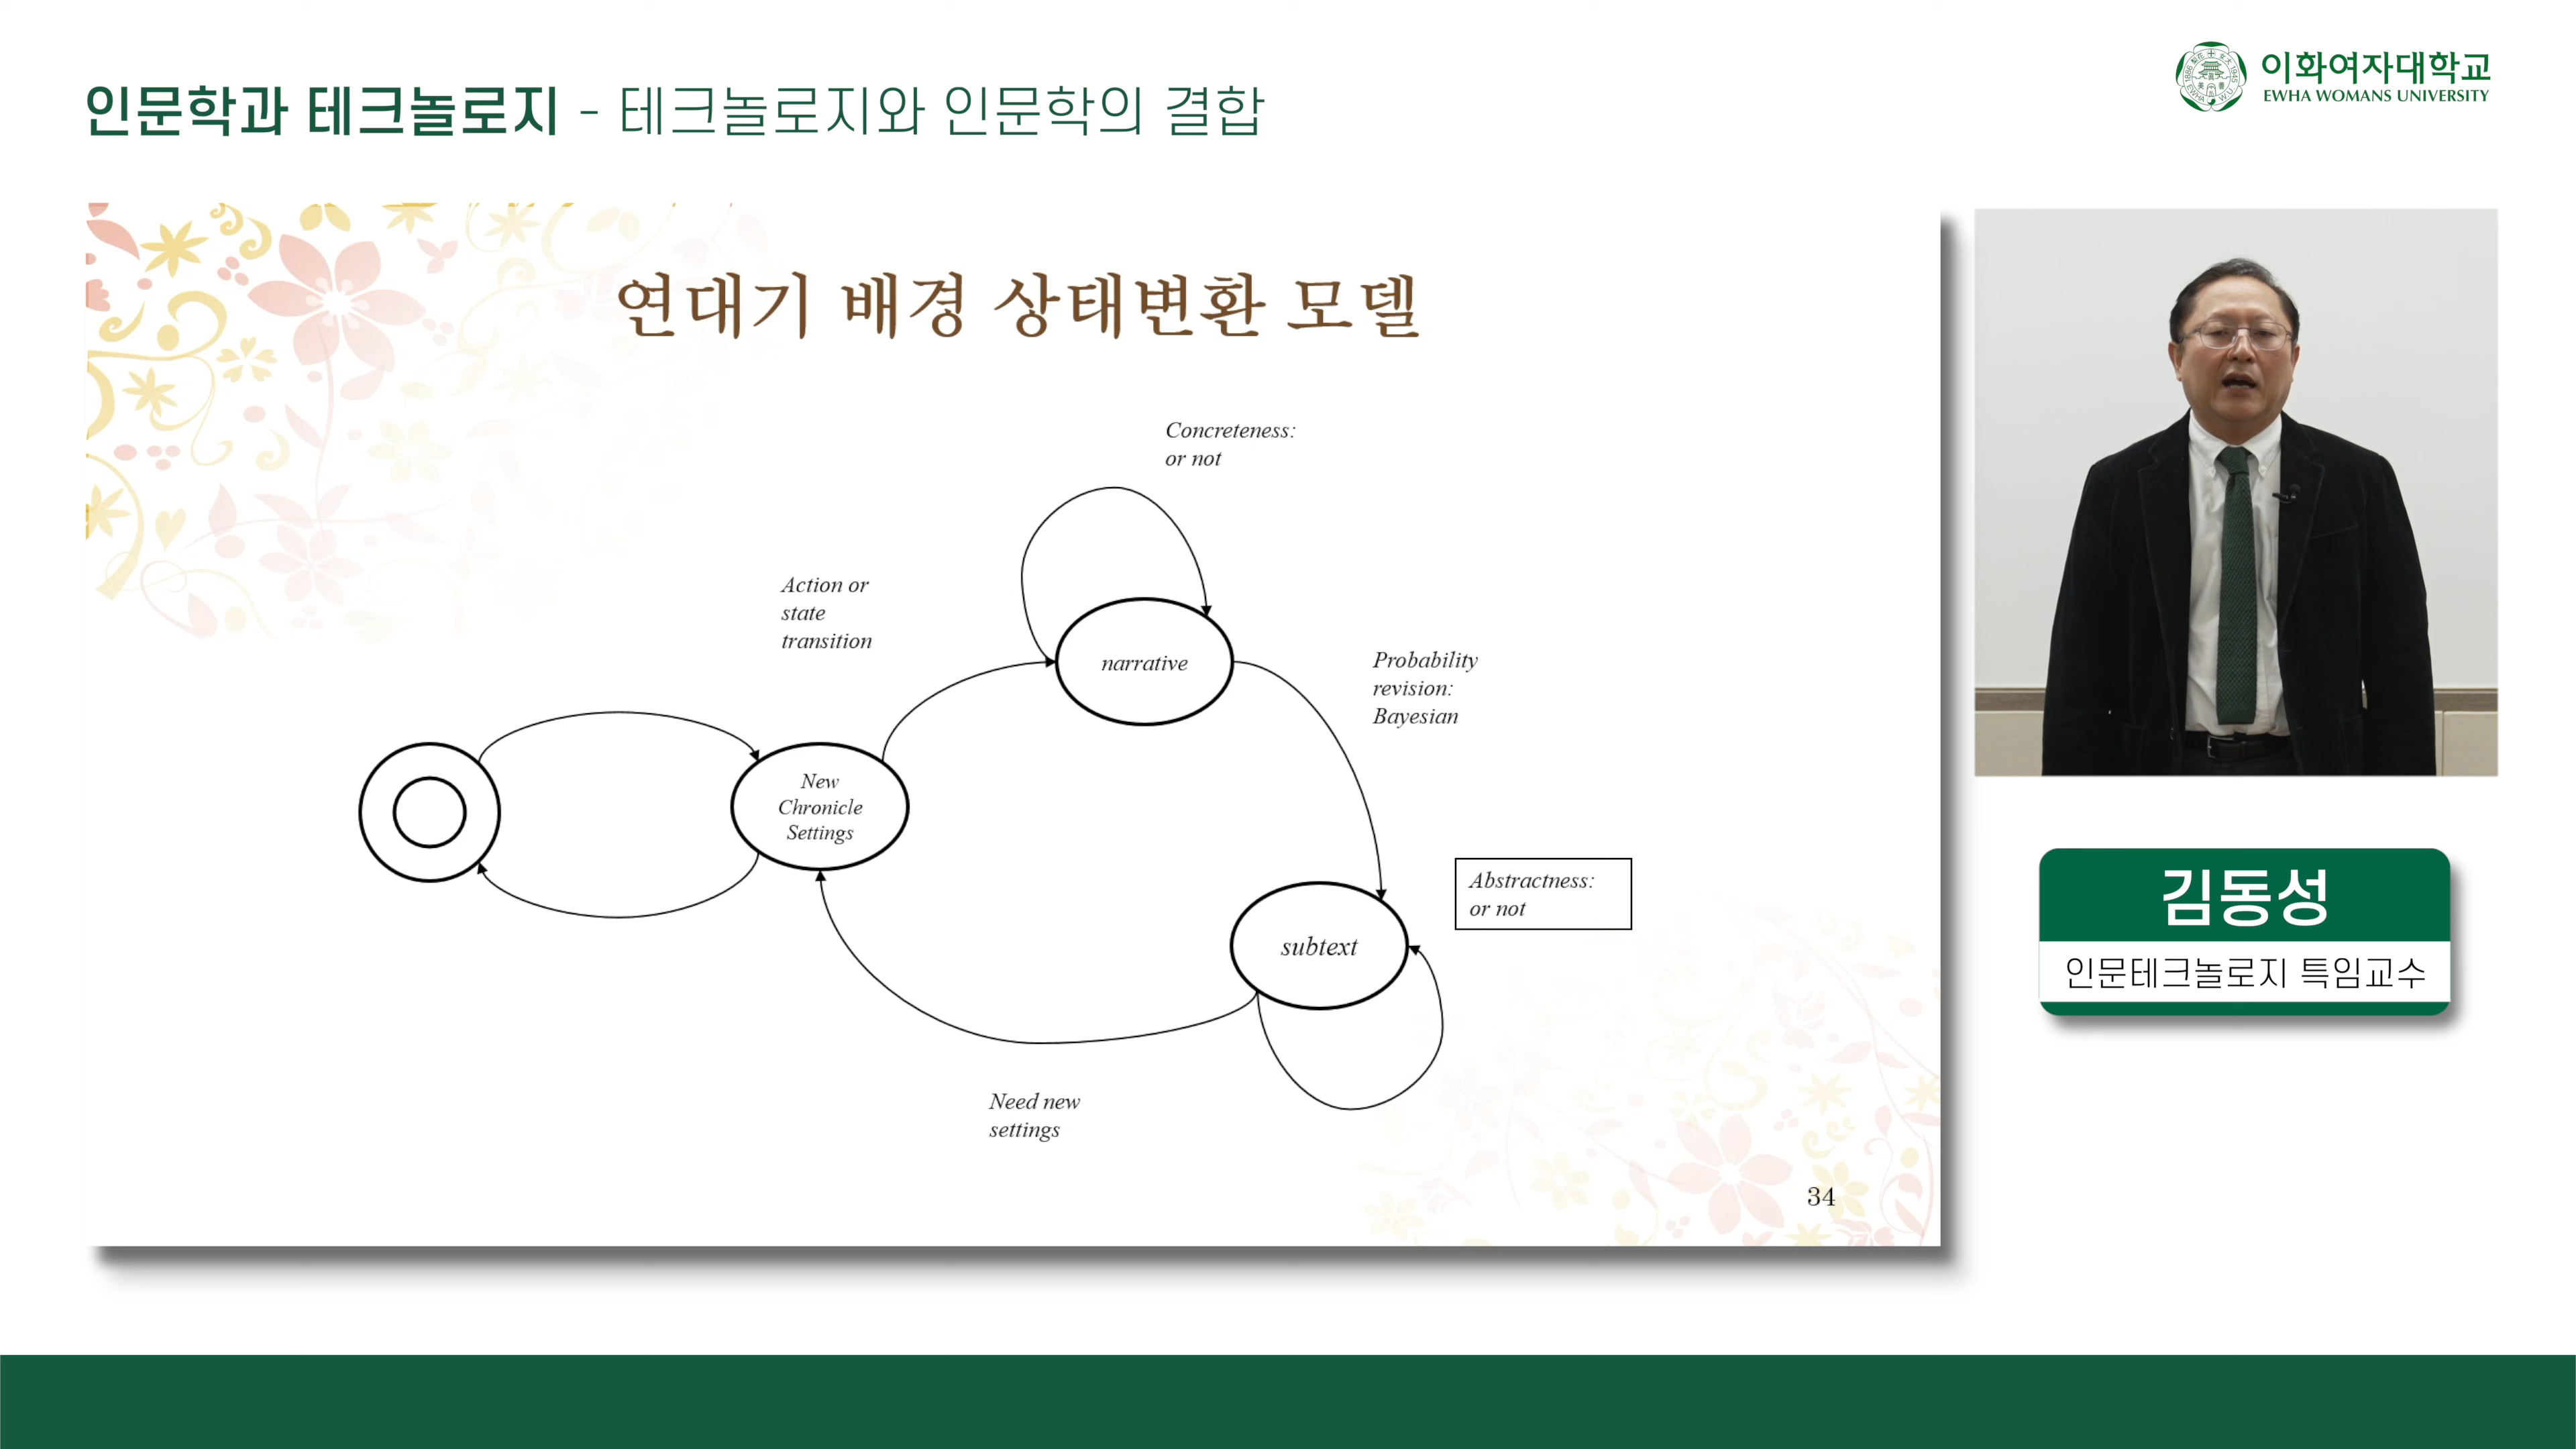 인문학과 테크놀로지 - 테크놀로지와 인문학의 결합
이화여자대학교
EWHA WOMANS UNIVERSITY
연대기 배경 상태변환 모델
Concreteness:
or not
Action or
state
transition
narrative
Probability
revision:
Bayesian
New
Chronicle
Settings
Abstractness:
or not
subtext
Need new
settings
34
김동성
인문테크놀로지 특임교수